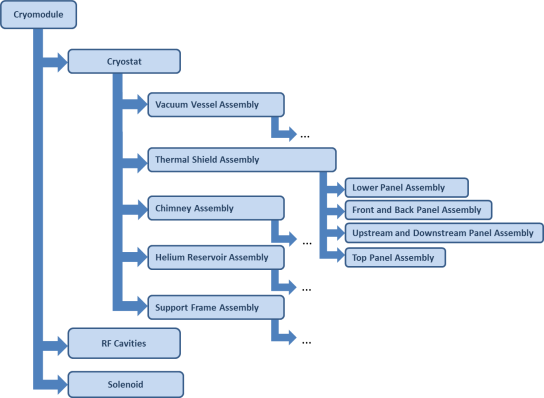 Cryomodule
Cryostat
Vacuum Vessel Assembly
...
Thermal Shield Assembly
Lower Panel Assembly
Front and Back Panel Assembly
Upstream and Downstream Panel Assembly
Top Panel Assembly
Chimney Assembly
...
Helium Reservoir Assembly
...
Support Frame Assembly
...
RF Cavities
Solenoid